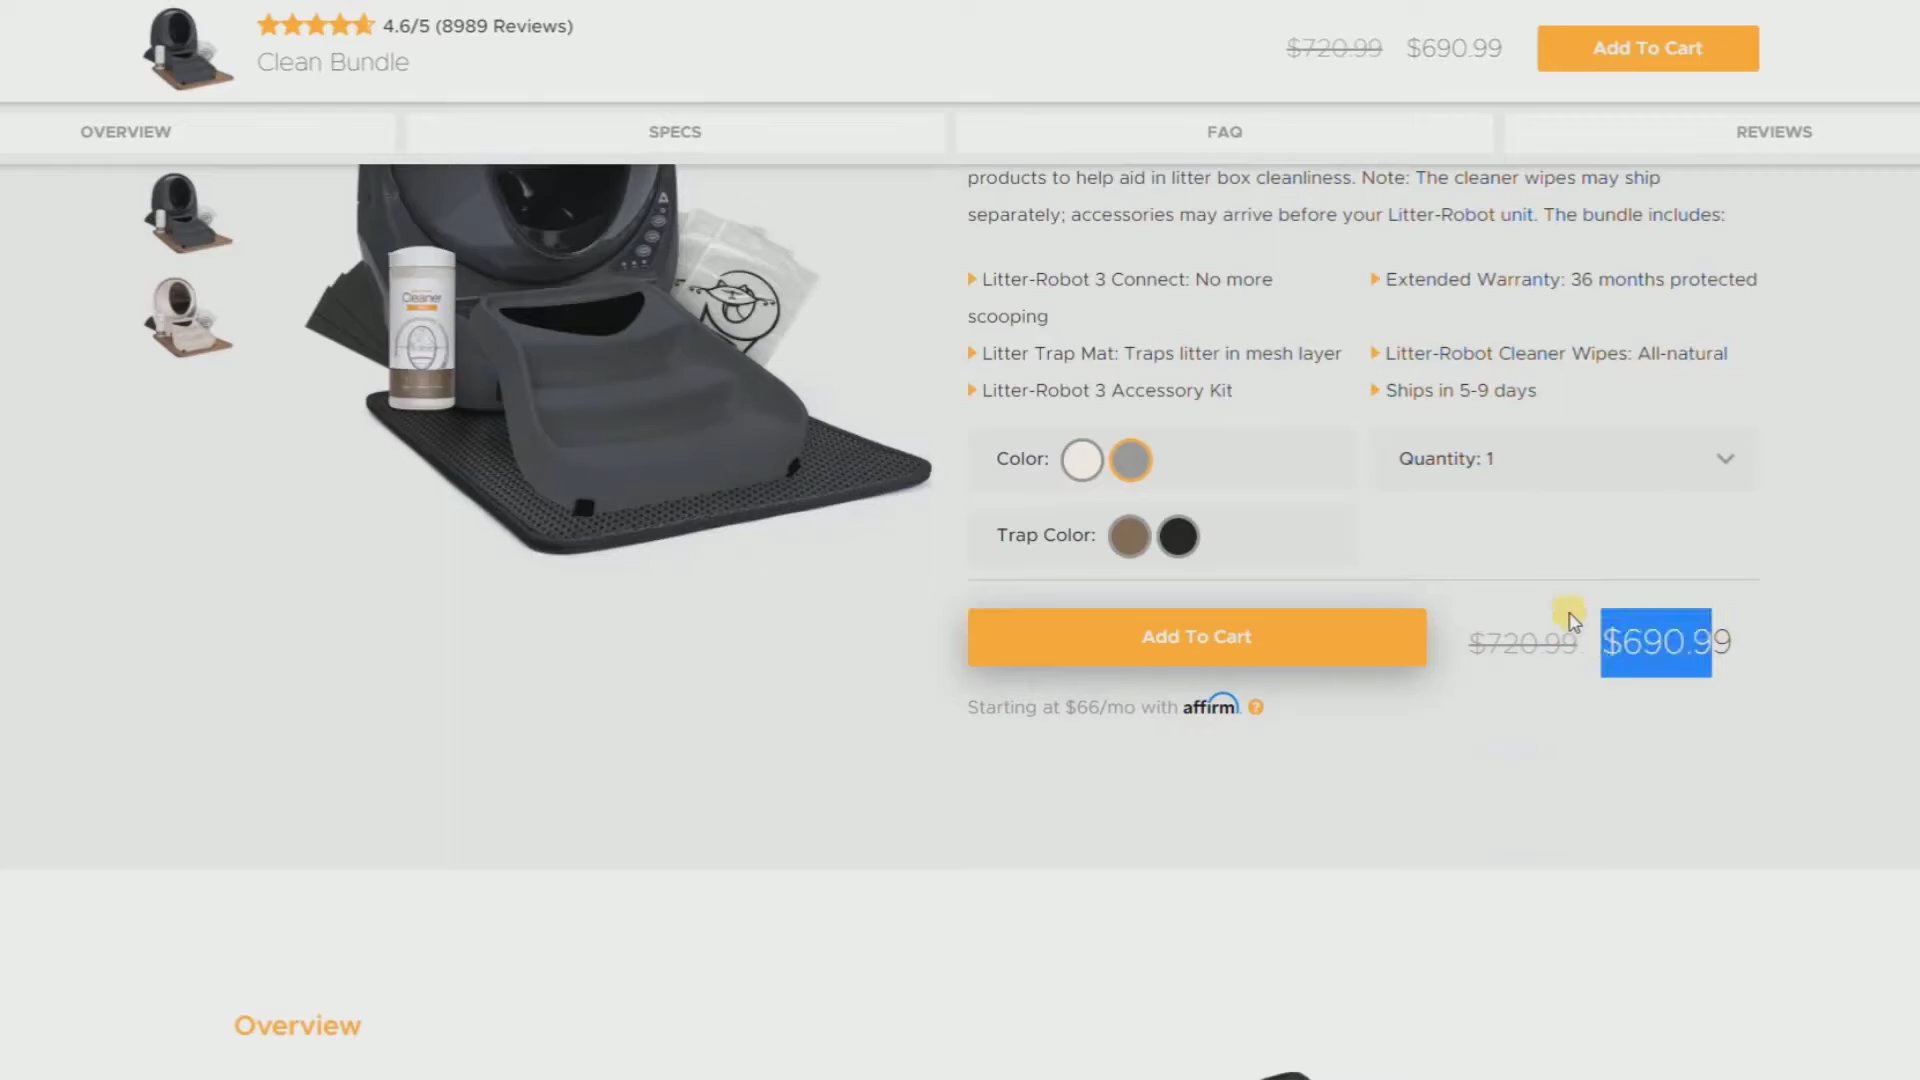 4.6/5 (8989 Reviews)
Clean Bundle
$720.99 $690.99 Add To Cart
OVERVIEW SPECS FAQ REVIEWS
products to help aid in litter box cleanliness. Note: The cleaner wipes may ship
separately; accessories may arrive before your Litter-Robot unit. The bundle includes:
Litter-Robot 3 Connect: No more
scooping
Extended Warranty: 36 months protected
Litter Trap Mat: Traps litter in mesh layer
Litter-Robot Cleaner Wipes: All-natural
Litter-Robot 3 Accessory Kit
Ships in 5-9 days
Cleaner
Color:
Quantity: 1
Trap Color:
Add To Cart $720.99 $690.99
Starting at $66/mo with affirm ?
Overview